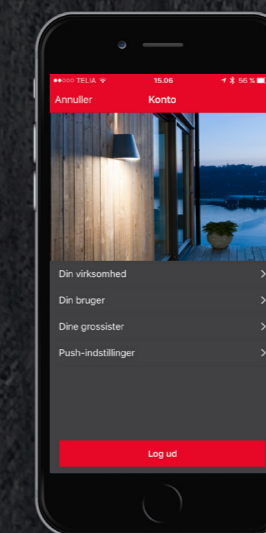 TELIA 15.06 56 %
Annuller Konto
Din virksomhed
Din bruger
Dine grossister
Push-indstillinger
Log ud